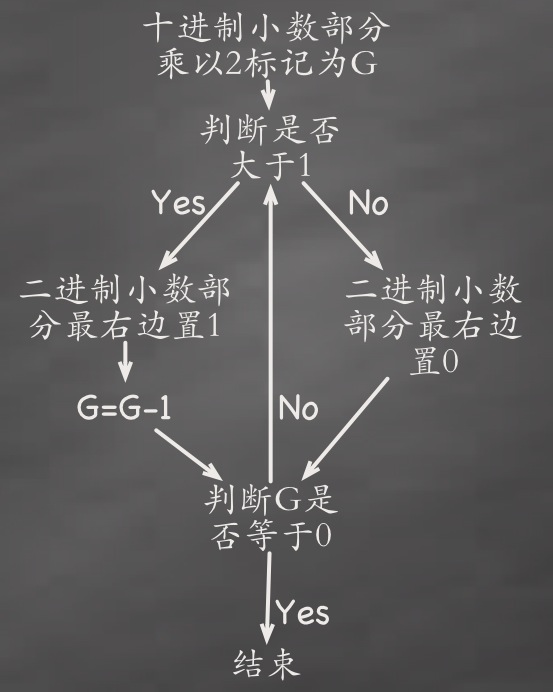 十进制小数部分
乘以2标记为G
判断是否
大于1
Yes
No
二进制小数部
分最右边置1
二进制小数
部分最右边
置0
G=G-1
No
判断G是
否等于0
Yes
结束